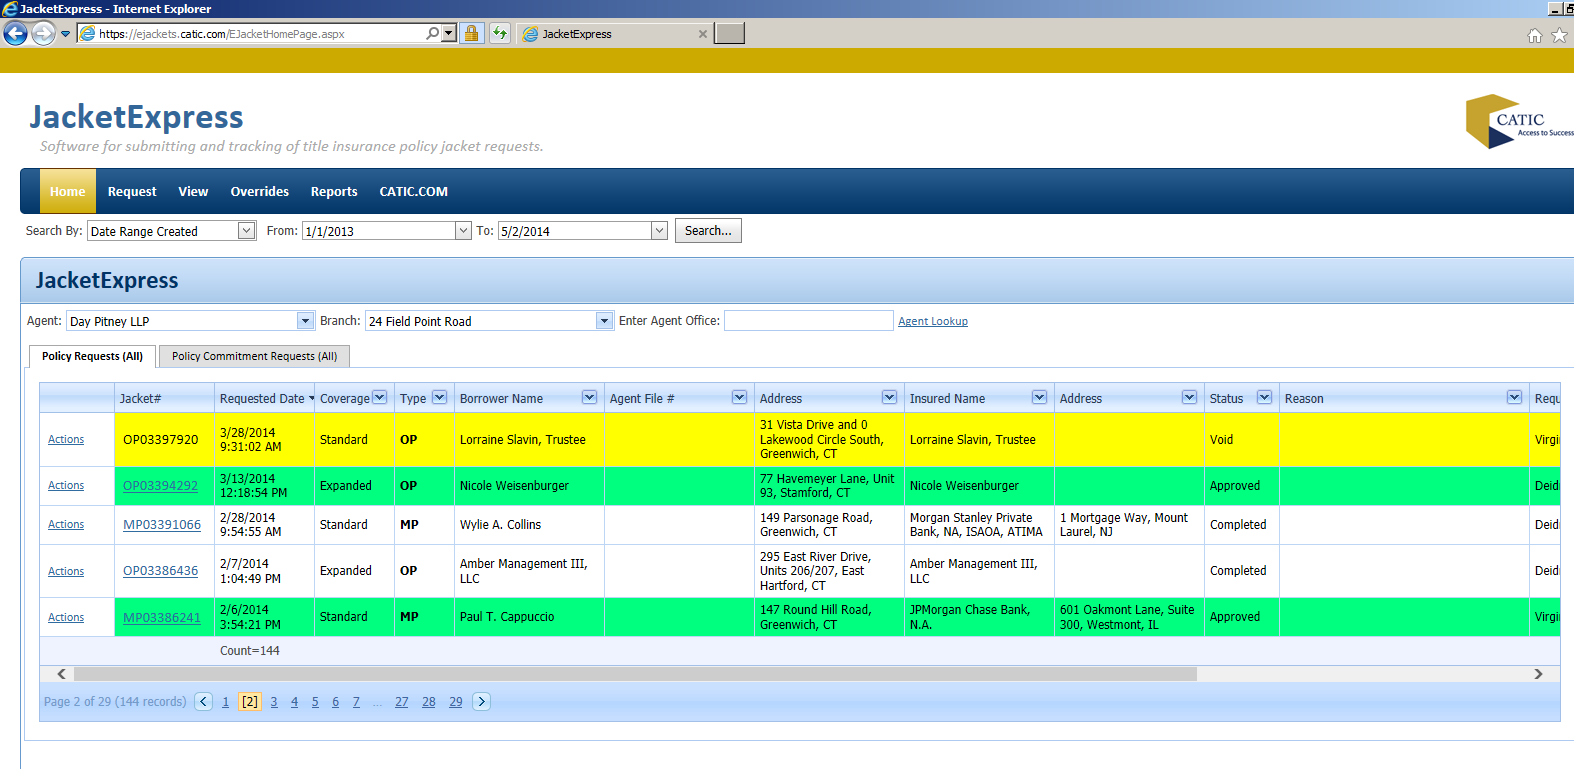 JacketExpress - Internet Explorer
https://ejackets.catic.com/EJacketHomePage.aspx
JacketExpress
JacketExpress
Software for submitting and tracking of title insurance policy jacket requests.
CATIC
Access to Success
Home Request View Overrides Reports CATIC.COM
Search By: Date Range Created From: 1/1/2013 To: 5/2/2014 Search...
JacketExpress
Agent: Day Pitney LLP Branch: 24 Field Point Road Enter Agent Office: Agent Lookup
Policy Requests (All) Policy Commitment Requests (All)
Jacket# Requested Date Coverage Type Borrower Name Agent File # Address Insured Name Address Status Reason Requ
Actions OP03397920 3/28/2014 9:31:02 AM Standard OP Lorraine Slavin, Trustee 31 Vista Drive and 0 Lakewood Circle South, Greenwich, CT Lorraine Slavin, Trustee Void Virgi
Actions OP03394292 3/13/2014 12:18:54 PM Expanded OP Nicole Weisenburger 77 Havemeyer Lane, Unit 93, Stamford, CT Nicole Weisenburger Approved Deid
Actions MP03391066 2/28/2014 9:54:55 AM Standard MP Wylie A. Collins 149 Parsonage Road, Greenwich, CT Morgan Stanley Private Bank, NA, ISAOA, ATIMA 1 Mortgage Way, Mount Laurel, NJ Completed Deid
Actions OP03386436 2/7/2014 1:04:49 PM Expanded OP Amber Management III, LLC 295 East River Drive, Units 206/207, East Hartford, CT Amber Management III, LLC Completed Deid
Actions MP03386241 2/6/2014 3:54:21 PM Standard MP Paul T. Cappuccio 147 Round Hill Road, Greenwich, CT JPMorgan Chase Bank, N.A. 601 Oakmont Lane, Suite 300, Westmont, IL Approved Virgi
Count=144
Page 2 of 29 (144 records) 1 [2] 3 4 5 6 7 ... 27 28 29